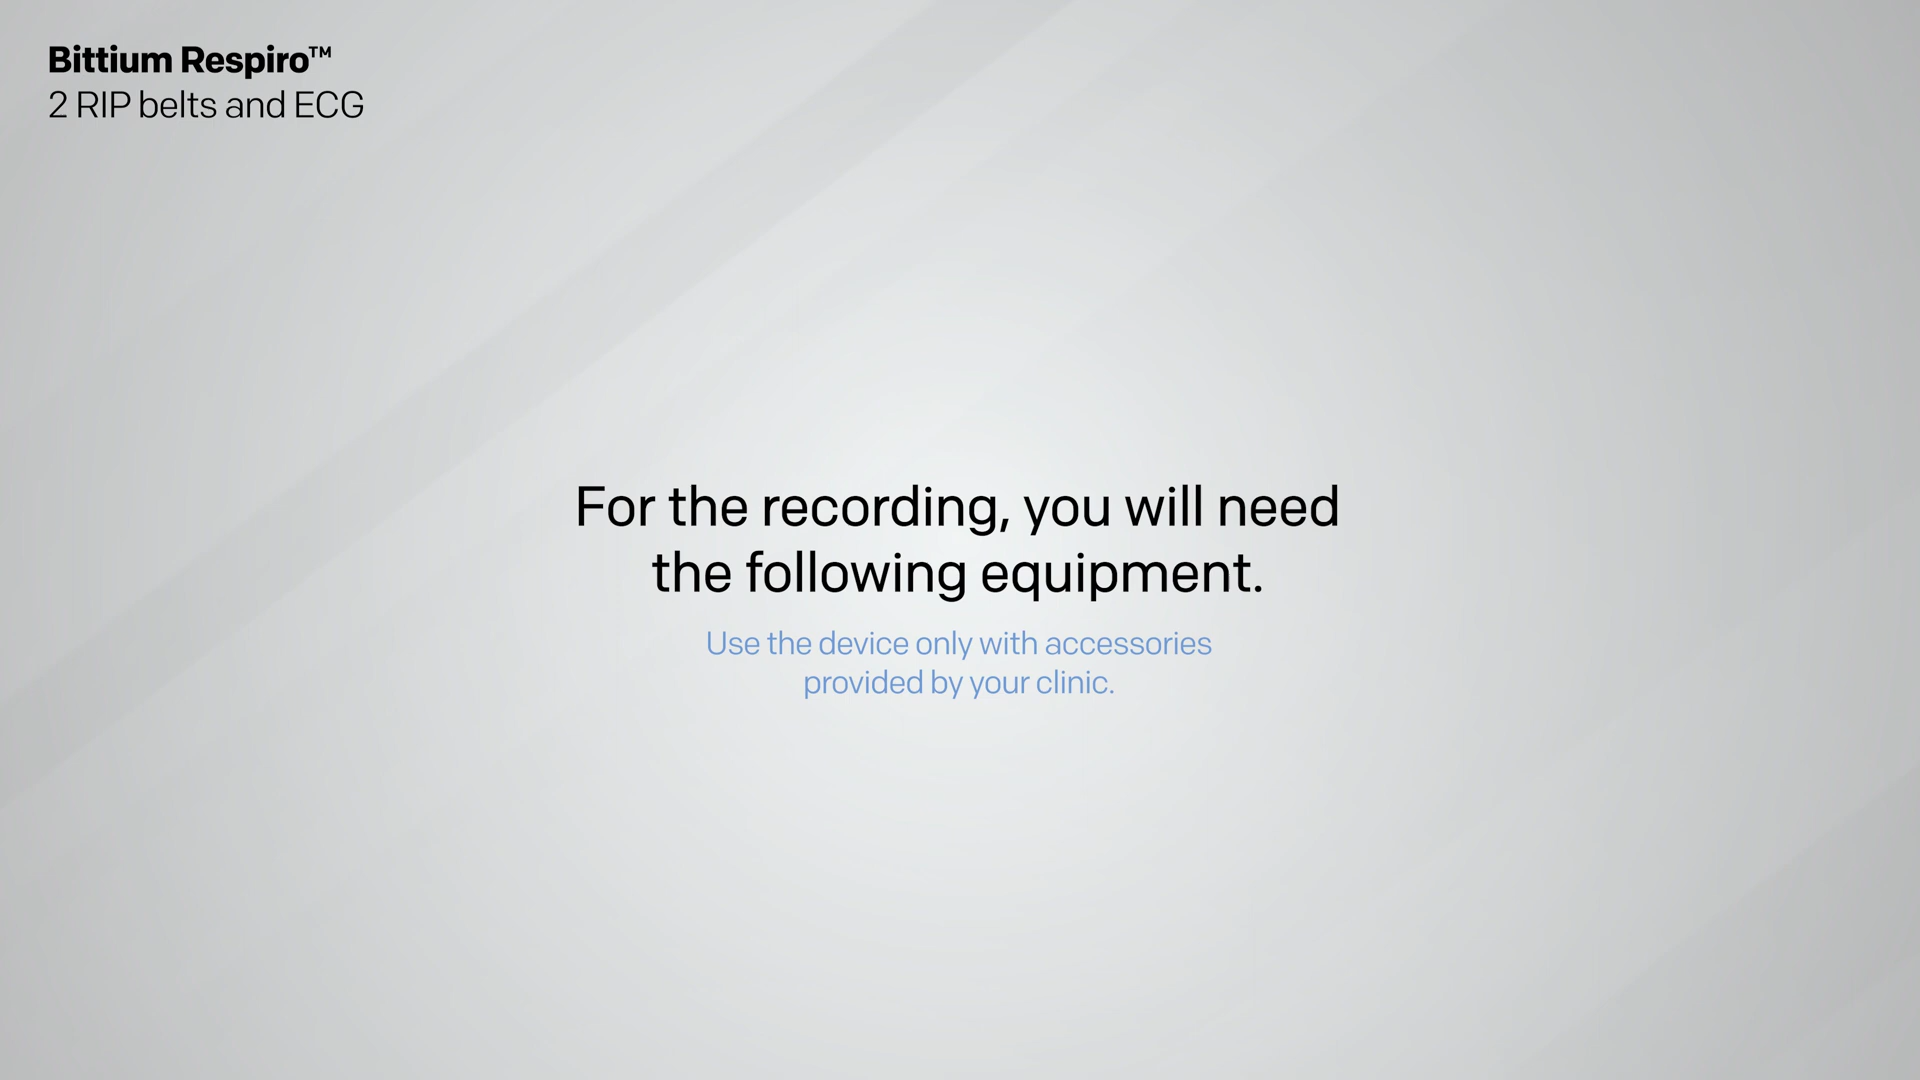 Bittium Respiro™
2 RIP belts and ECG
For the recording, you will need
the following equipment.
Use the device only with accessories
provided by your clinic.